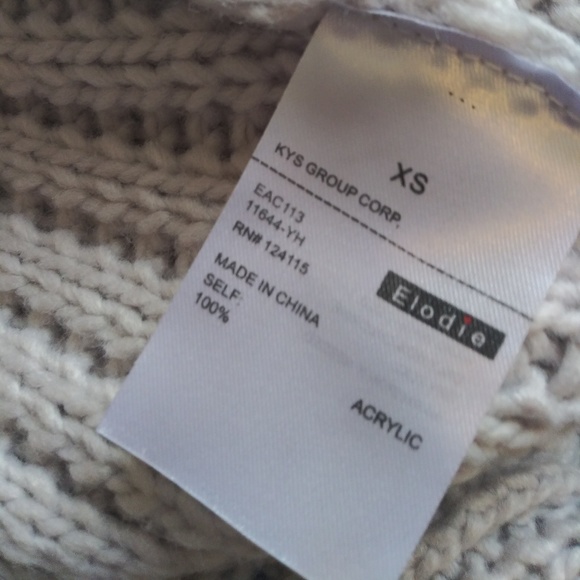 XS
KYS GROUP CORP.
EAC113
11644-YH
RN# 124115
Elodie
MADE IN CHINA
SELF:
100%
ACRYLIC